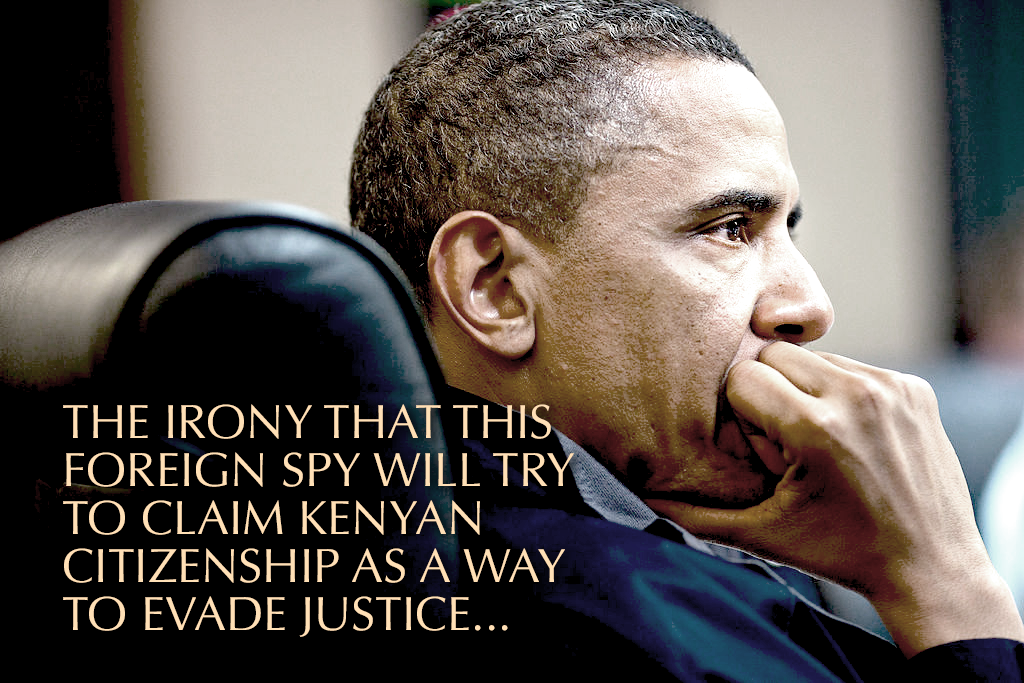 THE IRONY THAT THIS
FOREIGN SPY WILL TRY
TO CLAIM KENYAN
CITIZENSHIP AS A WAY
TO EVADE JUSTICE...